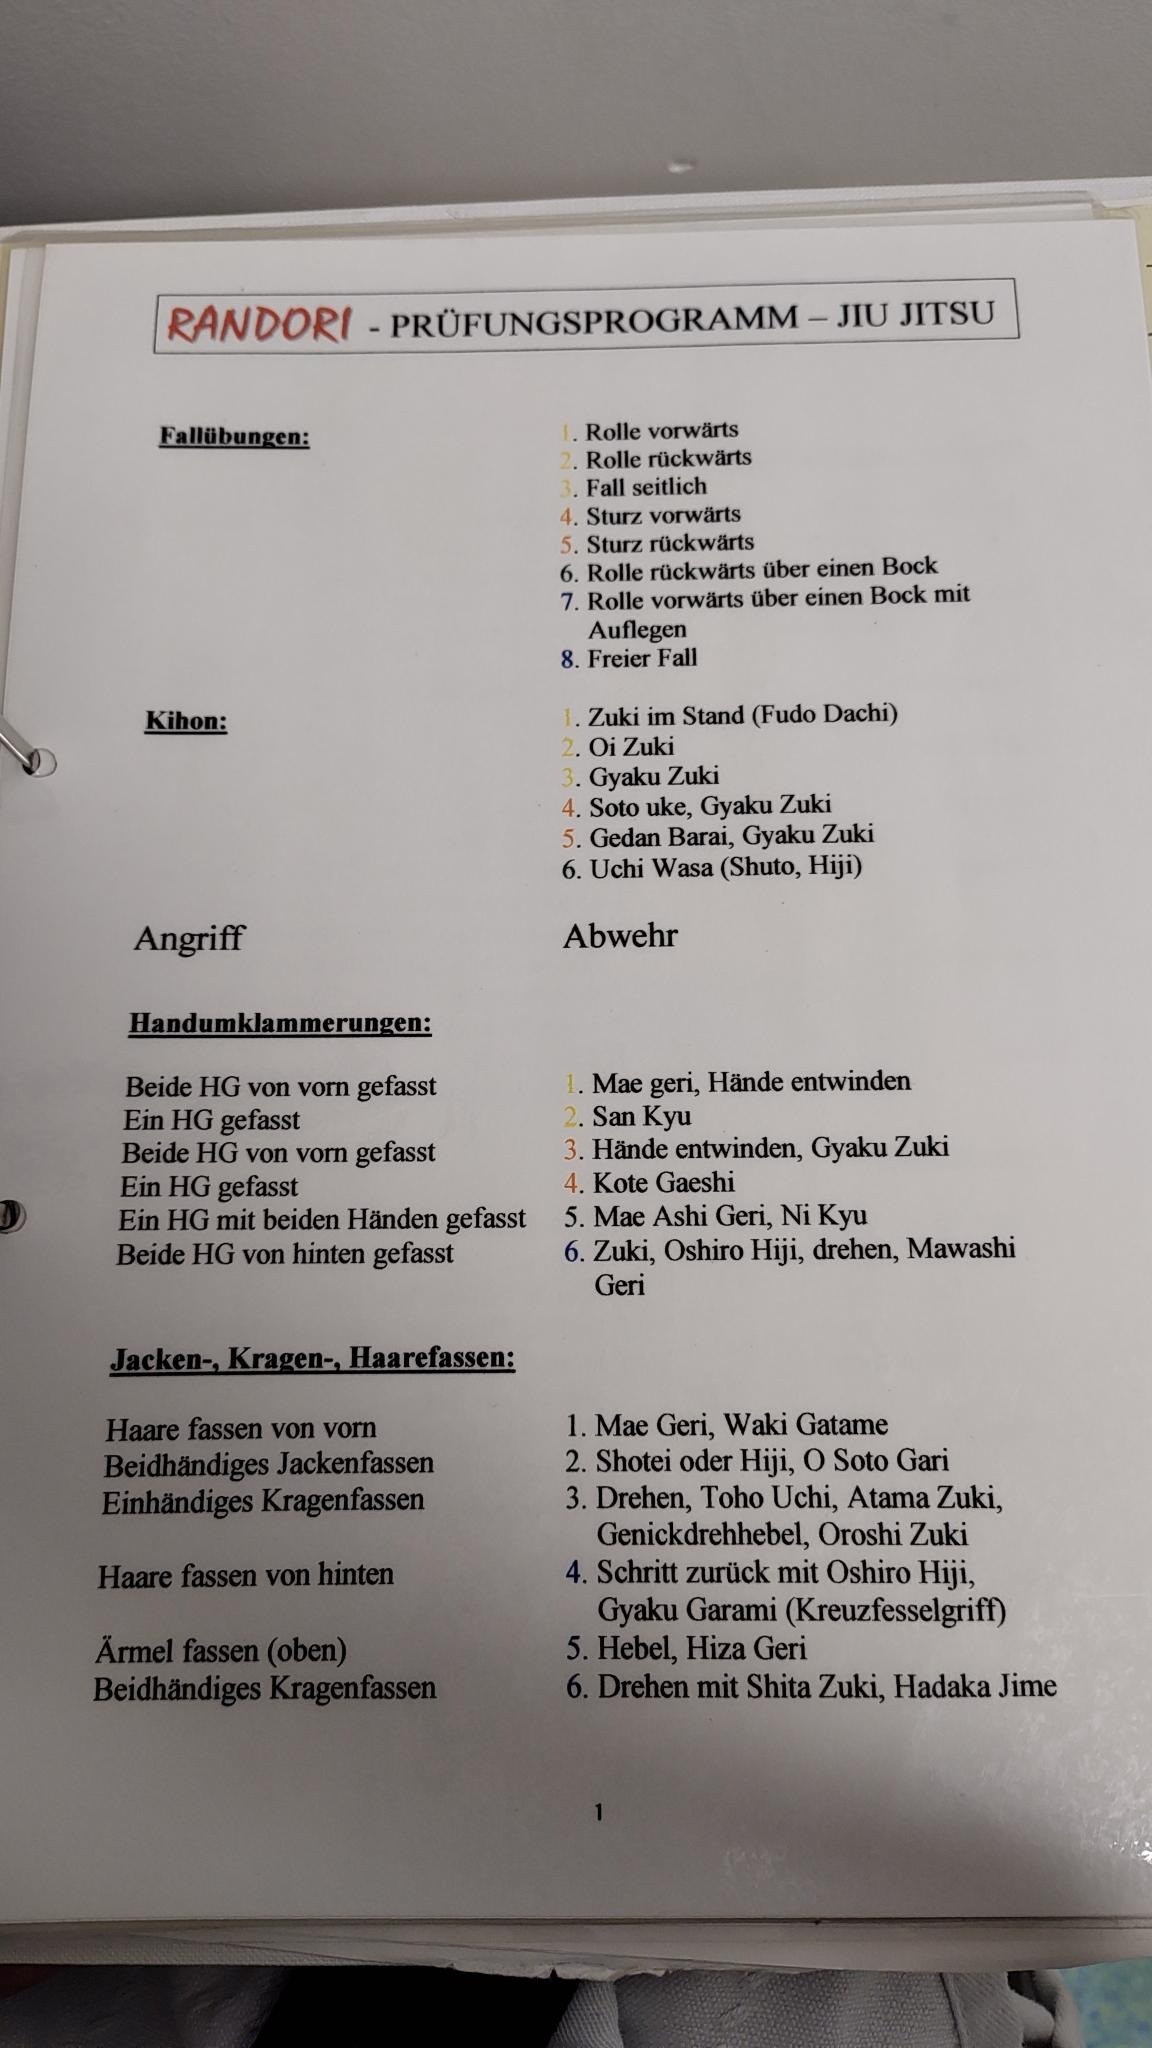 RANDORI - PRÜFUNGSPROGRAMM – JIU JITSU
Fallübungen:
1. Rolle vorwärts
2. Rolle rückwärts
3. Fall seitlich
4. Sturz vorwärts
5. Sturz rückwärts
6. Rolle rückwärts über einen Bock
7. Rolle vorwärts über einen Bock mit
Auflegen
8. Freier Fall
Kihon:
1. Zuki im Stand (Fudo Dachi)
2. Oi Zuki
3. Gyaku Zuki
4. Soto uke, Gyaku Zuki
5. Gedan Barai, Gyaku Zuki
6. Uchi Wasa (Shuto, Hiji)
Angriff Abwehr
Handumklammerungen:
Beide HG von vorn gefasst 1. Mae geri, Hände entwinden
Ein HG gefasst 2. San Kyu
Beide HG von vorn gefasst 3. Hände entwinden, Gyaku Zuki
Ein HG gefasst 4. Kote Gaeshi
Ein HG mit beiden Händen gefasst 5. Mae Ashi Geri, Ni Kyu
Beide HG von hinten gefasst 6. Zuki, Oshiro Hiji, drehen, Mawashi
Geri
Jacken-, Kragen-, Haarefassen:
Haare fassen von vorn 1. Mae Geri, Waki Gatame
Beidhändiges Jackenfassen 2. Shotei oder Hiji, O Soto Gari
Einhändiges Kragenfassen 3. Drehen, Toho Uchi, Atama Zuki,
Genickdrehhebel, Oroshi Zuki
Haare fassen von hinten 4. Schritt zurück mit Oshiro Hiji,
Gyaku Garami (Kreuzfesselgriff)
Ärmel fassen (oben) 5. Hebel, Hiza Geri
Beidhändiges Kragenfassen 6. Drehen mit Shita Zuki, Hadaka Jime
1